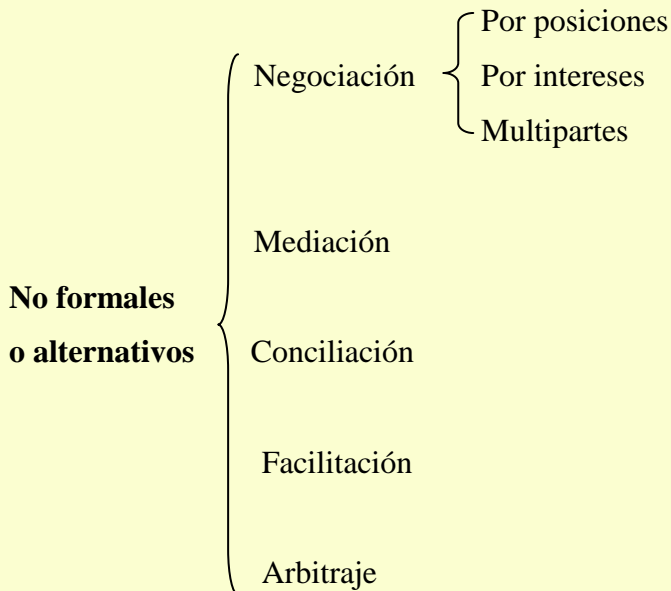 Por posiciones
Negociación
Por intereses
Multipartes
Mediación
No formales
o alternativos
Conciliación
Facilitación
Arbitraje